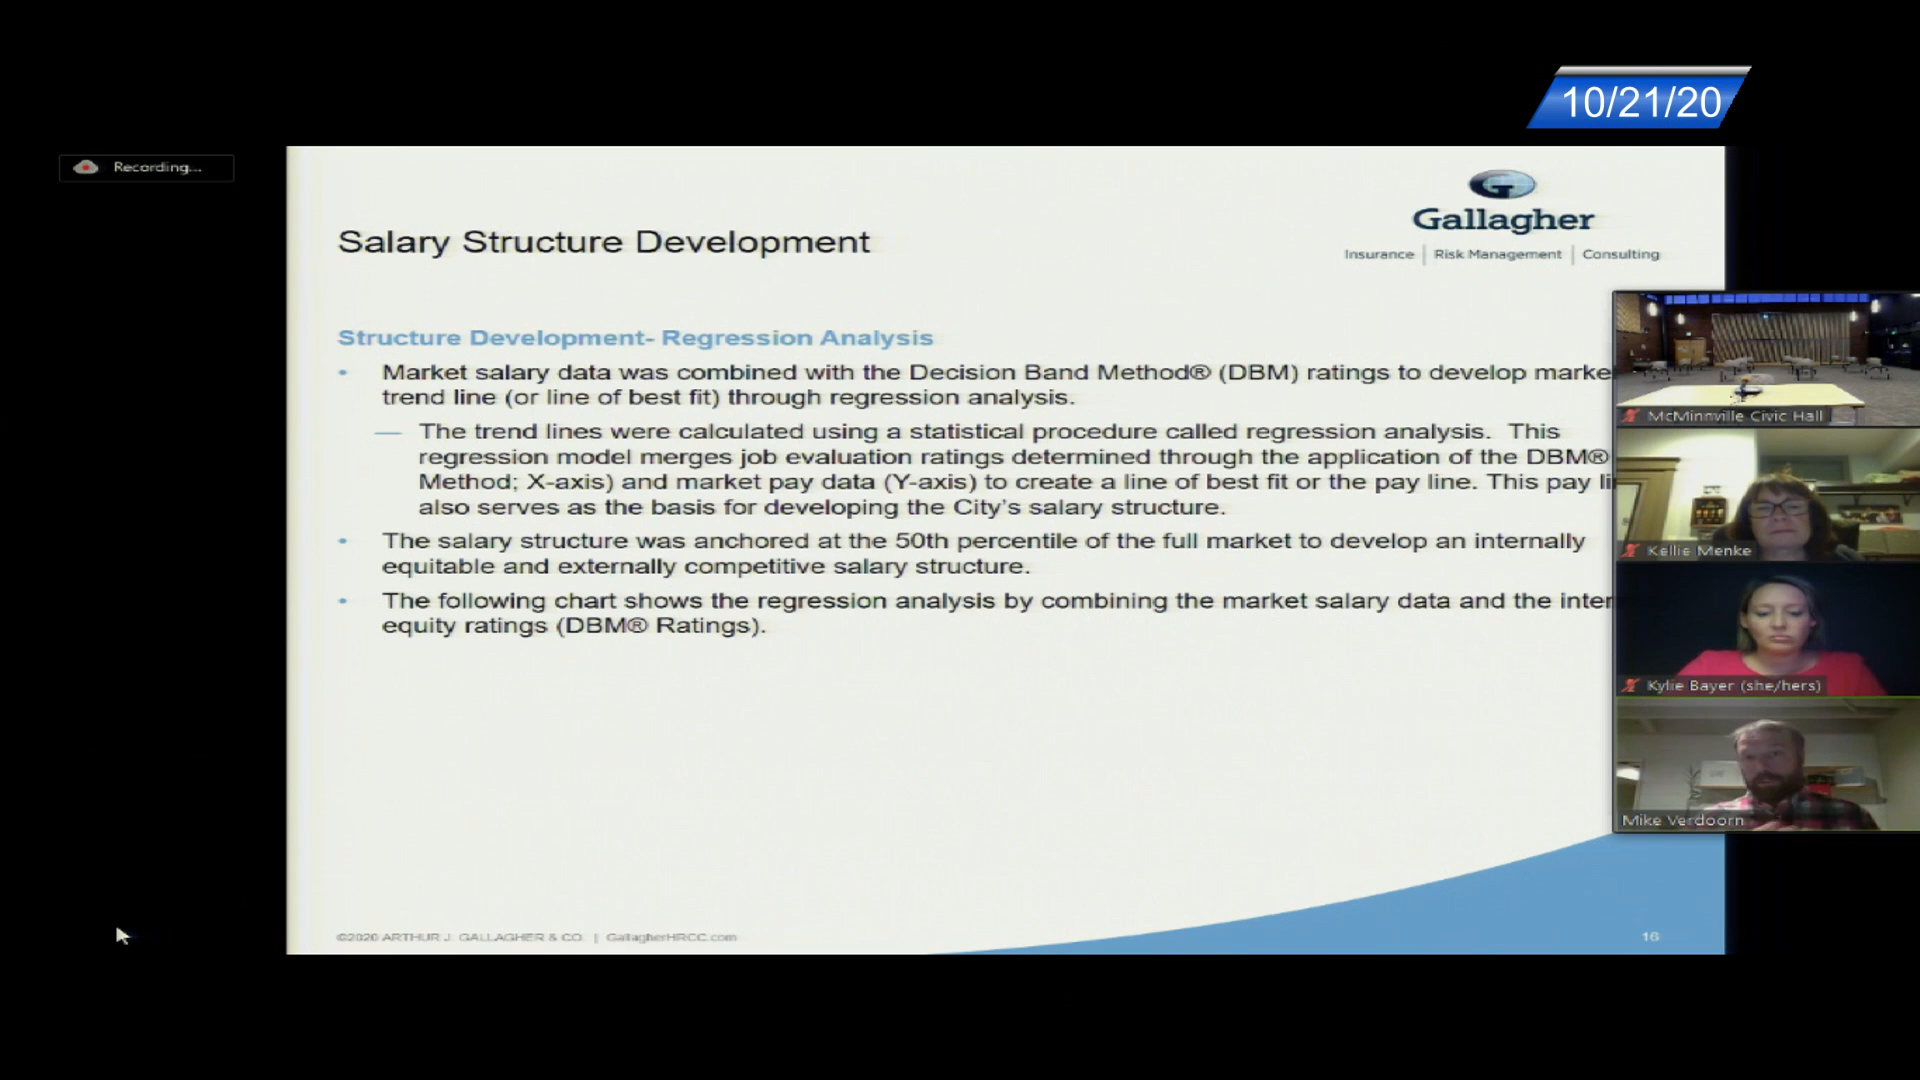 10/21/20
Recording...
Gallagher
Insurance | Risk Management | Consulting
Salary Structure Development
Structure Development- Regression Analysis
• Market salary data was combined with the Decision Band Method® (DBM) ratings to develop marke
trend line (or line of best fit) through regression analysis.
— The trend lines were calculated using a statistical procedure called regression analysis. This
regression model merges job evaluation ratings determined through the application of the DBM®
Method; X-axis) and market pay data (Y-axis) to create a line of best fit or the pay line. This pay li
also serves as the basis for developing the City's salary structure.
• The salary structure was anchored at the 50th percentile of the full market to develop an internally
equitable and externally competitive salary structure.
• The following chart shows the regression analysis by combining the market salary data and the inter
equity ratings (DBM® Ratings).
McMinnville Civic Hall
Kellie Menke
Kylie Bayer (she/hers)
Mike Verdoorn
©2020 ARTHUR J. GALLAGHER & CO. | GallagherHRCC.com
16